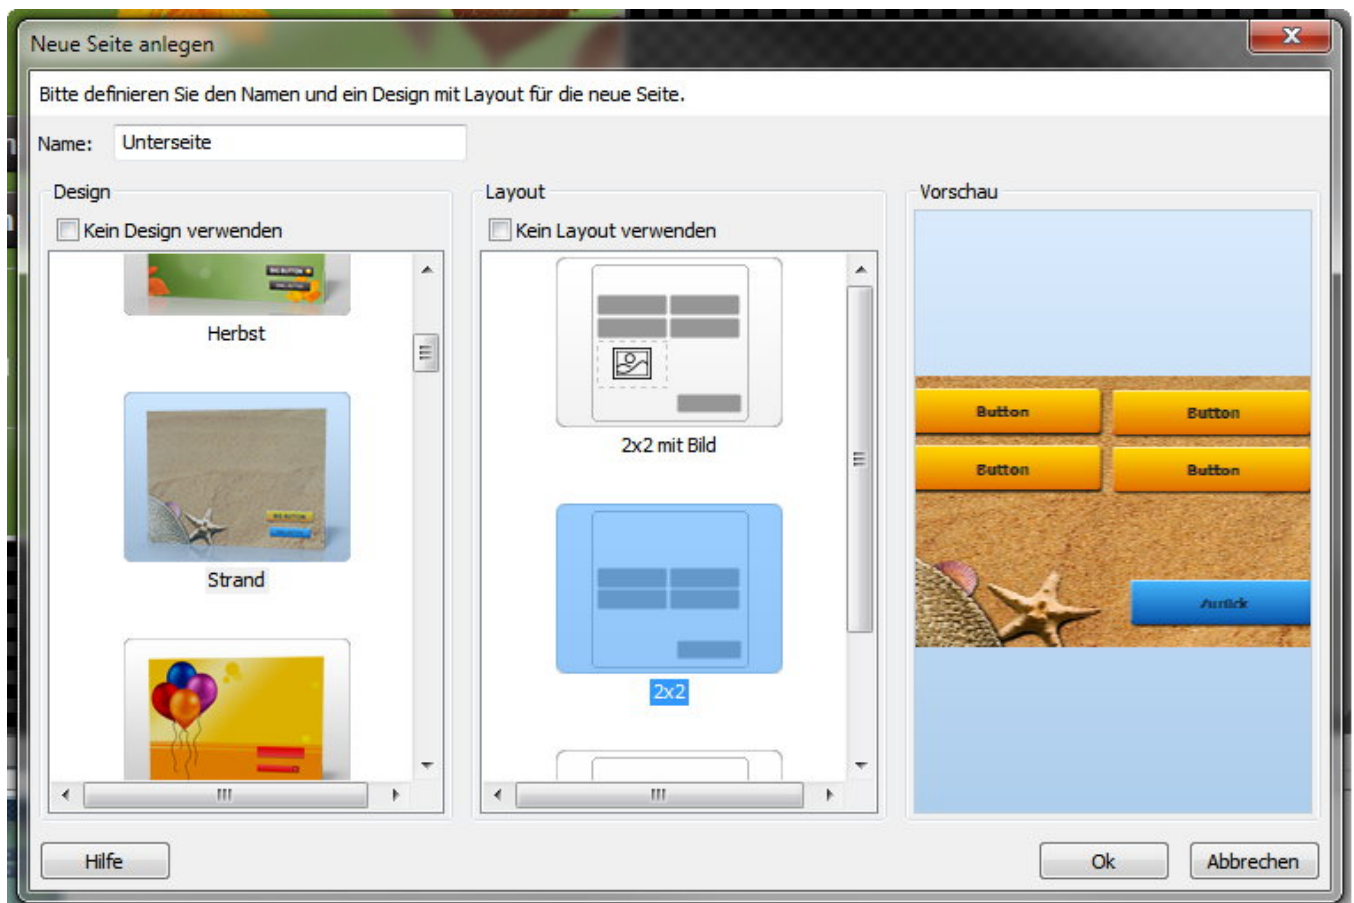 Neue Seite anlegen
Bitte definieren Sie den Namen und ein Design mit Layout für die neue Seite.
Name: Unterseite
Design
Kein Design verwenden
Herbst
Strand
Layout
Kein Layout verwenden
2x2 mit Bild
2x2
Vorschau
Button Button
Button Button
Zurück
Hilfe
Ok
Abbrechen